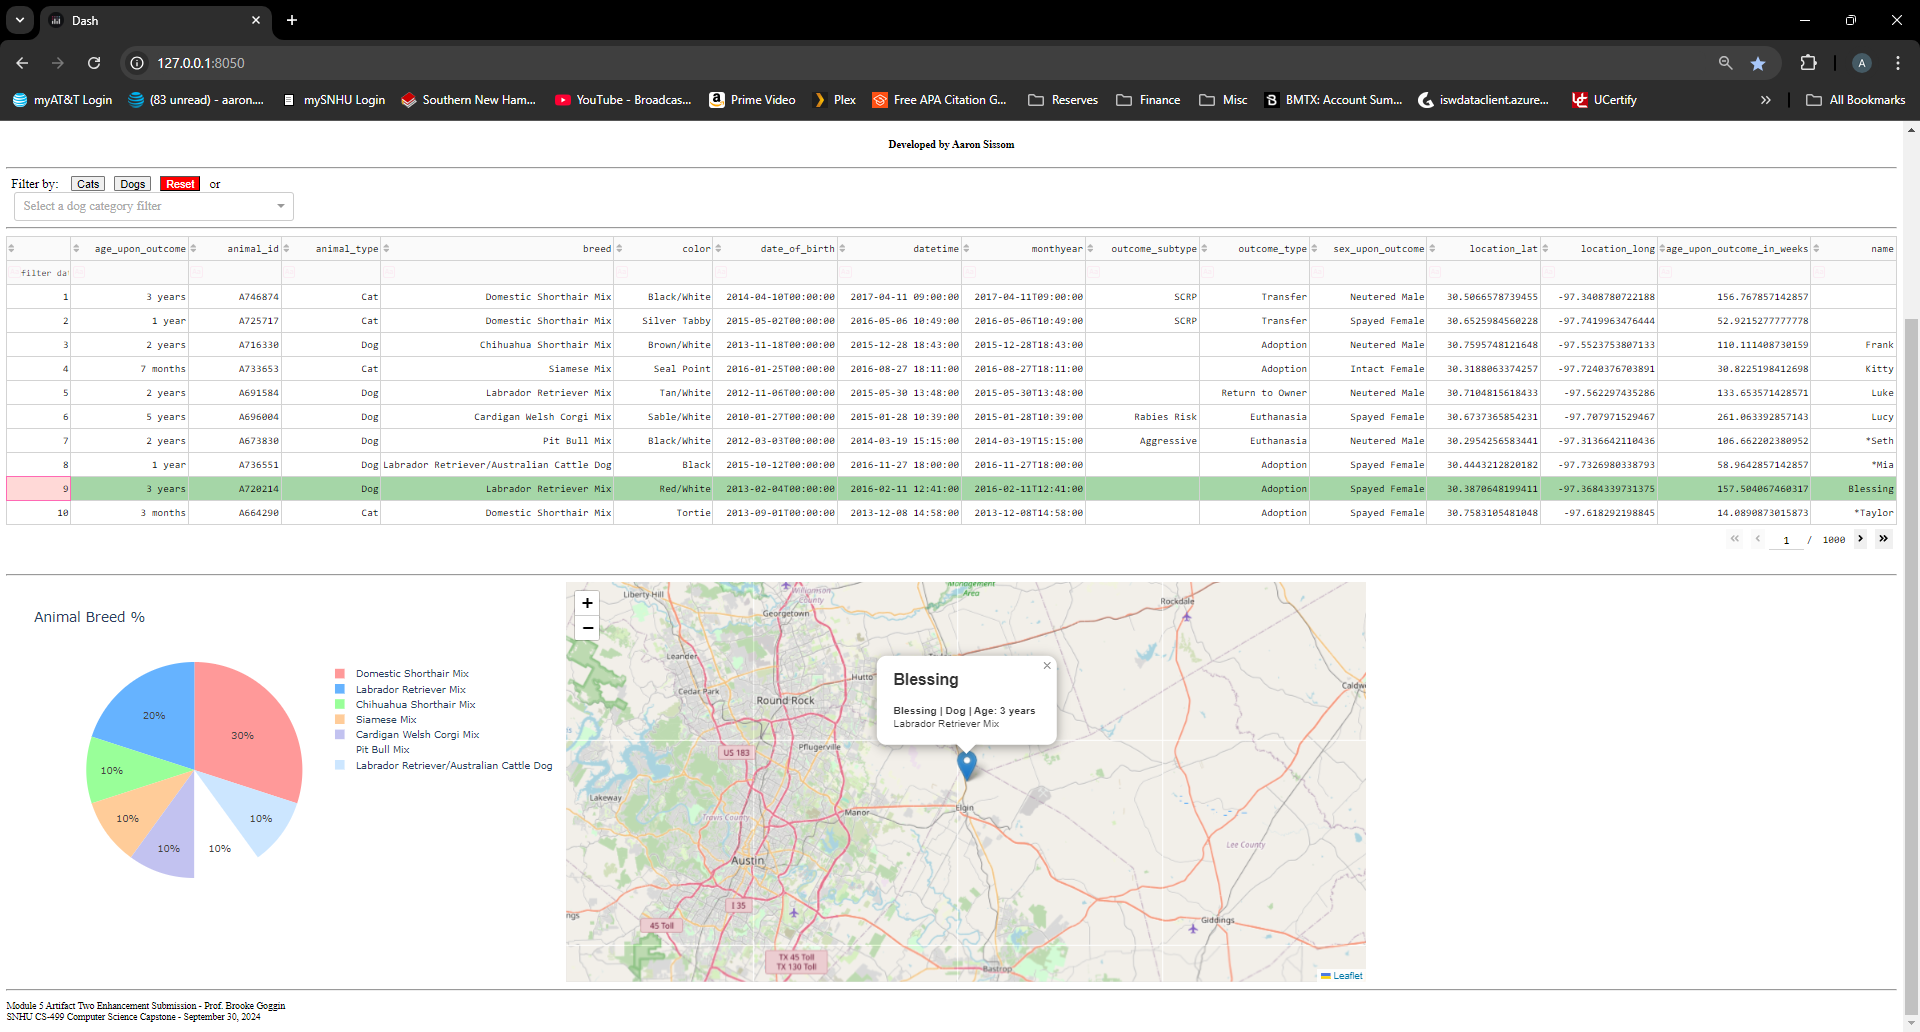 Dash
127.0.0.1:8050
A
myAT&T Login (83 unread) - aaron.... mySNHU Login Southern New Ham... YouTube - Broadcas... Prime Video Plex Free APA Citation G... Reserves Finance Misc BMTX: Account Sum... iswdataclient.azure... UCertify » All Bookmarks
Developed by Aaron Sissom
Filter by: Cats Dogs Reset or
Select a dog category filter
age_upon_outcome animal_id animal_type breed color date_of_birth datetime monthyear outcome_subtype outcome_type sex_upon_outcome location_lat location_long age_upon_outcome_in_weeks name
filter da
1 3 years A746874 Cat Domestic Shorthair Mix Black/White 2014-04-10T00:00:00 2017-04-11 09:00:00 2017-04-11T09:00:00 SCRP Transfer Neutered Male 30.5066578739455 -97.3408780722188 156.767857142857
2 1 year A725717 Cat Domestic Shorthair Mix Silver Tabby 2015-05-02T00:00:00 2016-05-06 10:49:00 2016-05-06T10:49:00 SCRP Transfer Spayed Female 30.6525984560228 -97.7419963476444 52.9215277777778
3 2 years A716330 Dog Chihuahua Shorthair Mix Brown/White 2013-11-18T00:00:00 2015-12-28 18:43:00 2015-12-28T18:43:00 Adoption Neutered Male 30.7595748121648 -97.5523753807133 110.111408730159 Frank
4 7 months A733653 Cat Siamese Mix Seal Point 2016-01-25T00:00:00 2016-08-27 18:11:00 2016-08-27T18:11:00 Adoption Intact Female 30.3188063374257 -97.7240376703891 30.8225198412698 Kitty
5 2 years A691584 Dog Labrador Retriever Mix Tan/White 2012-11-06T00:00:00 2015-05-30 13:48:00 2015-05-30T13:48:00 Return to Owner Neutered Male 30.7104815618433 -97.562297435286 133.653571428571 Luke
6 5 years A696004 Dog Cardigan Welsh Corgi Mix Sable/White 2010-01-27T00:00:00 2015-01-28 10:39:00 2015-01-28T10:39:00 Rabies Risk Euthanasia Spayed Female 30.6737365854231 -97.707971529467 261.063392857143 Lucy
7 2 years A673830 Dog Pit Bull Mix Black/White 2012-03-03T00:00:00 2014-03-19 15:15:00 2014-03-19T15:15:00 Aggressive Euthanasia Neutered Male 30.2954256583441 -97.3136642110436 106.662202380952 *Seth
8 1 year A736551 Dog Labrador Retriever/Australian Cattle Dog Black 2015-10-12T00:00:00 2016-11-27 18:00:00 2016-11-27T18:00:00 Adoption Spayed Female 30.4443212820182 -97.7326980338793 58.9642857142857 *Mia
9 3 years A720214 Dog Labrador Retriever Mix Red/White 2013-02-04T00:00:00 2016-02-11 12:41:00 2016-02-11T12:41:00 Adoption Spayed Female 30.3870648199411 -97.3684339731375 157.504067460317 Blessing
10 3 months A664290 Cat Domestic Shorthair Mix Tortie 2013-09-01T00:00:00 2013-12-08 14:58:00 2013-12-08T14:58:00 Adoption Spayed Female 30.7583105481048 -97.618292198845 14.0890873015873 *Taylor
1 / 1000
Animal Breed %
30%
20%
10%
10%
10%
10%
10%
Domestic Shorthair Mix
Labrador Retriever Mix
Chihuahua Shorthair Mix
Siamese Mix
Cardigan Welsh Corgi Mix
Pit Bull Mix
Labrador Retriever/Australian Cattle Dog
+
−
Management
Area
Liberty Hill
Williamson
County
Georgetown
Rockdale
Leander
Hutto
Cedar Park
Round Rock
Caldw
Blessing
Blessing | Dog | Age: 3 years
Labrador Retriever Mix
Pflugerville
US 183
Lakeway
Elgin
Manor
Travis County
Lee County
Austin
I 35
Giddings
ngs
45 Toll
TX 45 Toll
TX 130 Toll
Bastrop
Leaflet
Module 5 Artifact Two Enhancement Submission - Prof. Brooke Goggin
SNHU CS-499 Computer Science Capstone - September 30, 2024